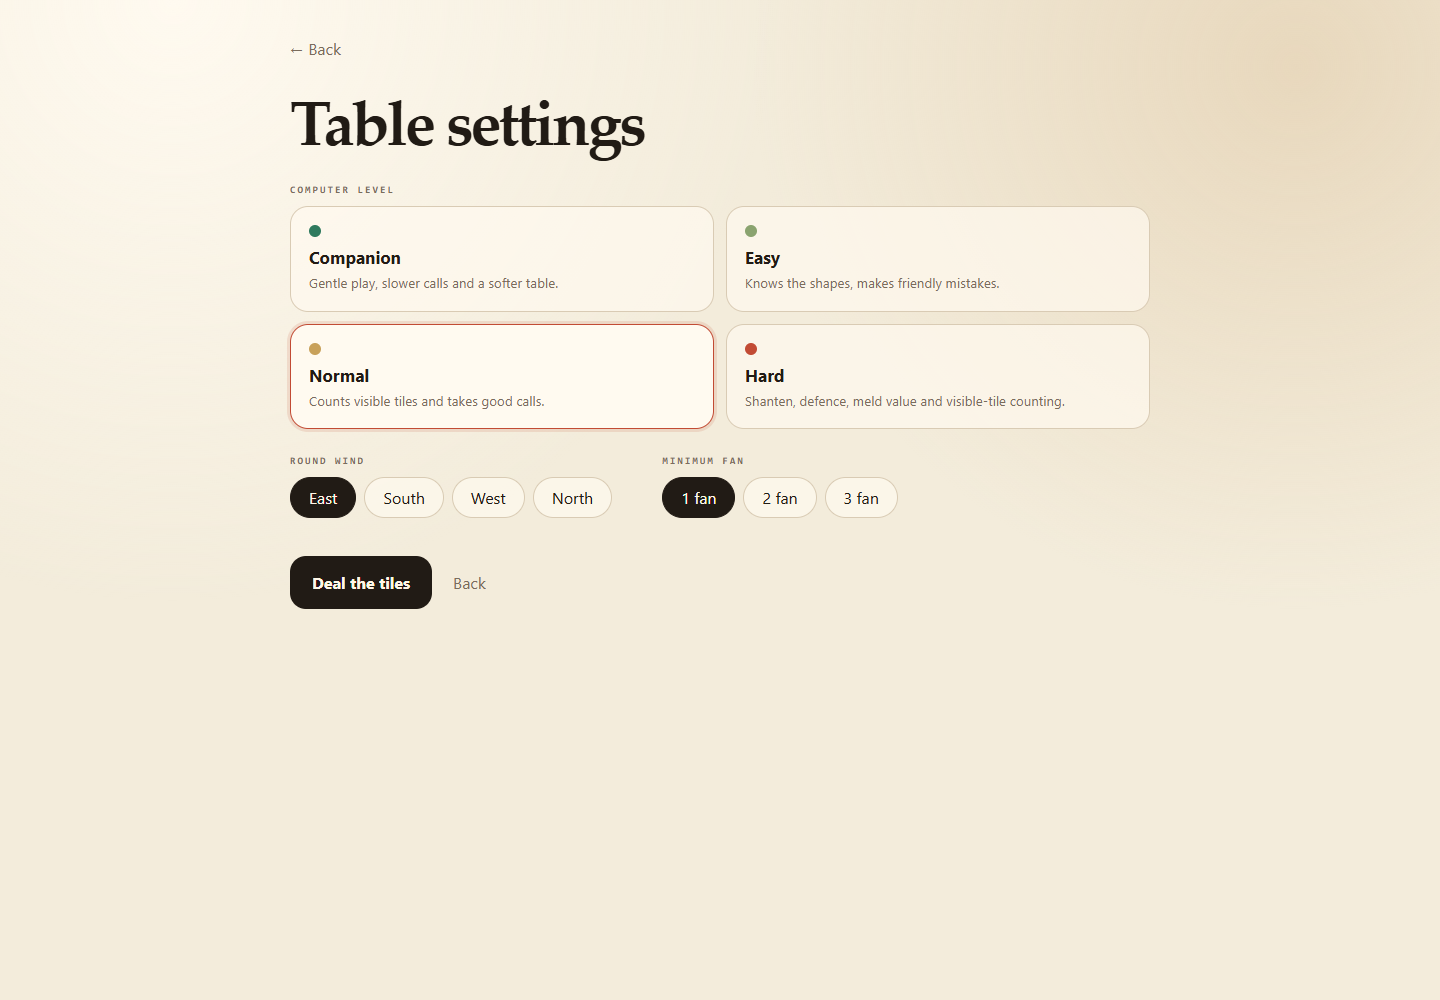 ← Back
Table settings
COMPUTER LEVEL
Companion
Gentle play, slower calls and a softer table.
Easy
Knows the shapes, makes friendly mistakes.
Normal
Counts visible tiles and takes good calls.
Hard
Shanten, defence, meld value and visible-tile counting.
ROUND WIND
East South West North
MINIMUM FAN
1 fan 2 fan 3 fan
Deal the tiles Back